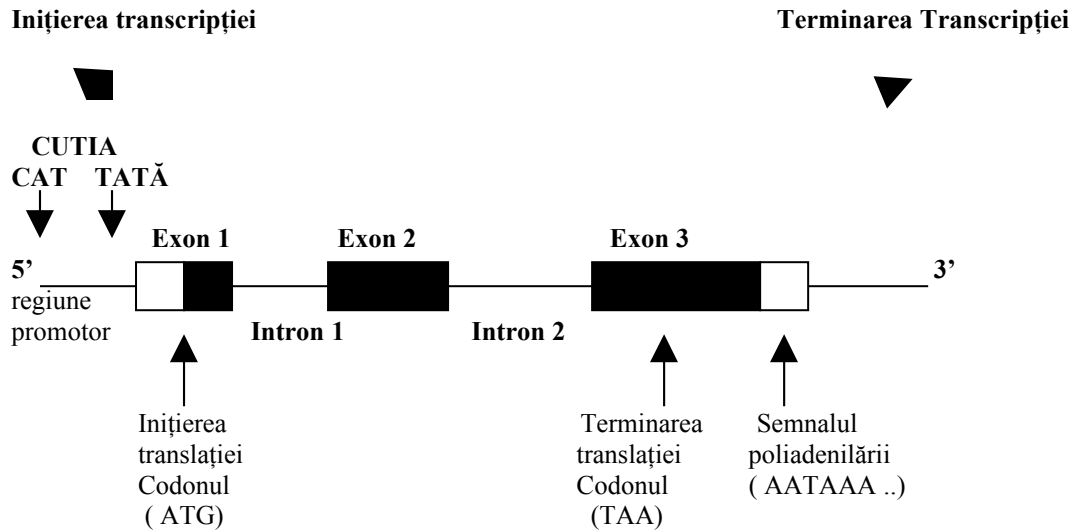 Inițierea transcripției
Terminarea Transcripției
CUTIA
CAT TATĂ
Exon 1
Exon 2
Exon 3
5’
3’
regiune
promotor
Intron 1
Intron 2
Inițierea
translației
Codonul
( ATG)
Terminarea
translației
Codonul
(TAA)
Semnalul
poliadenilării
( AATAAA ..)